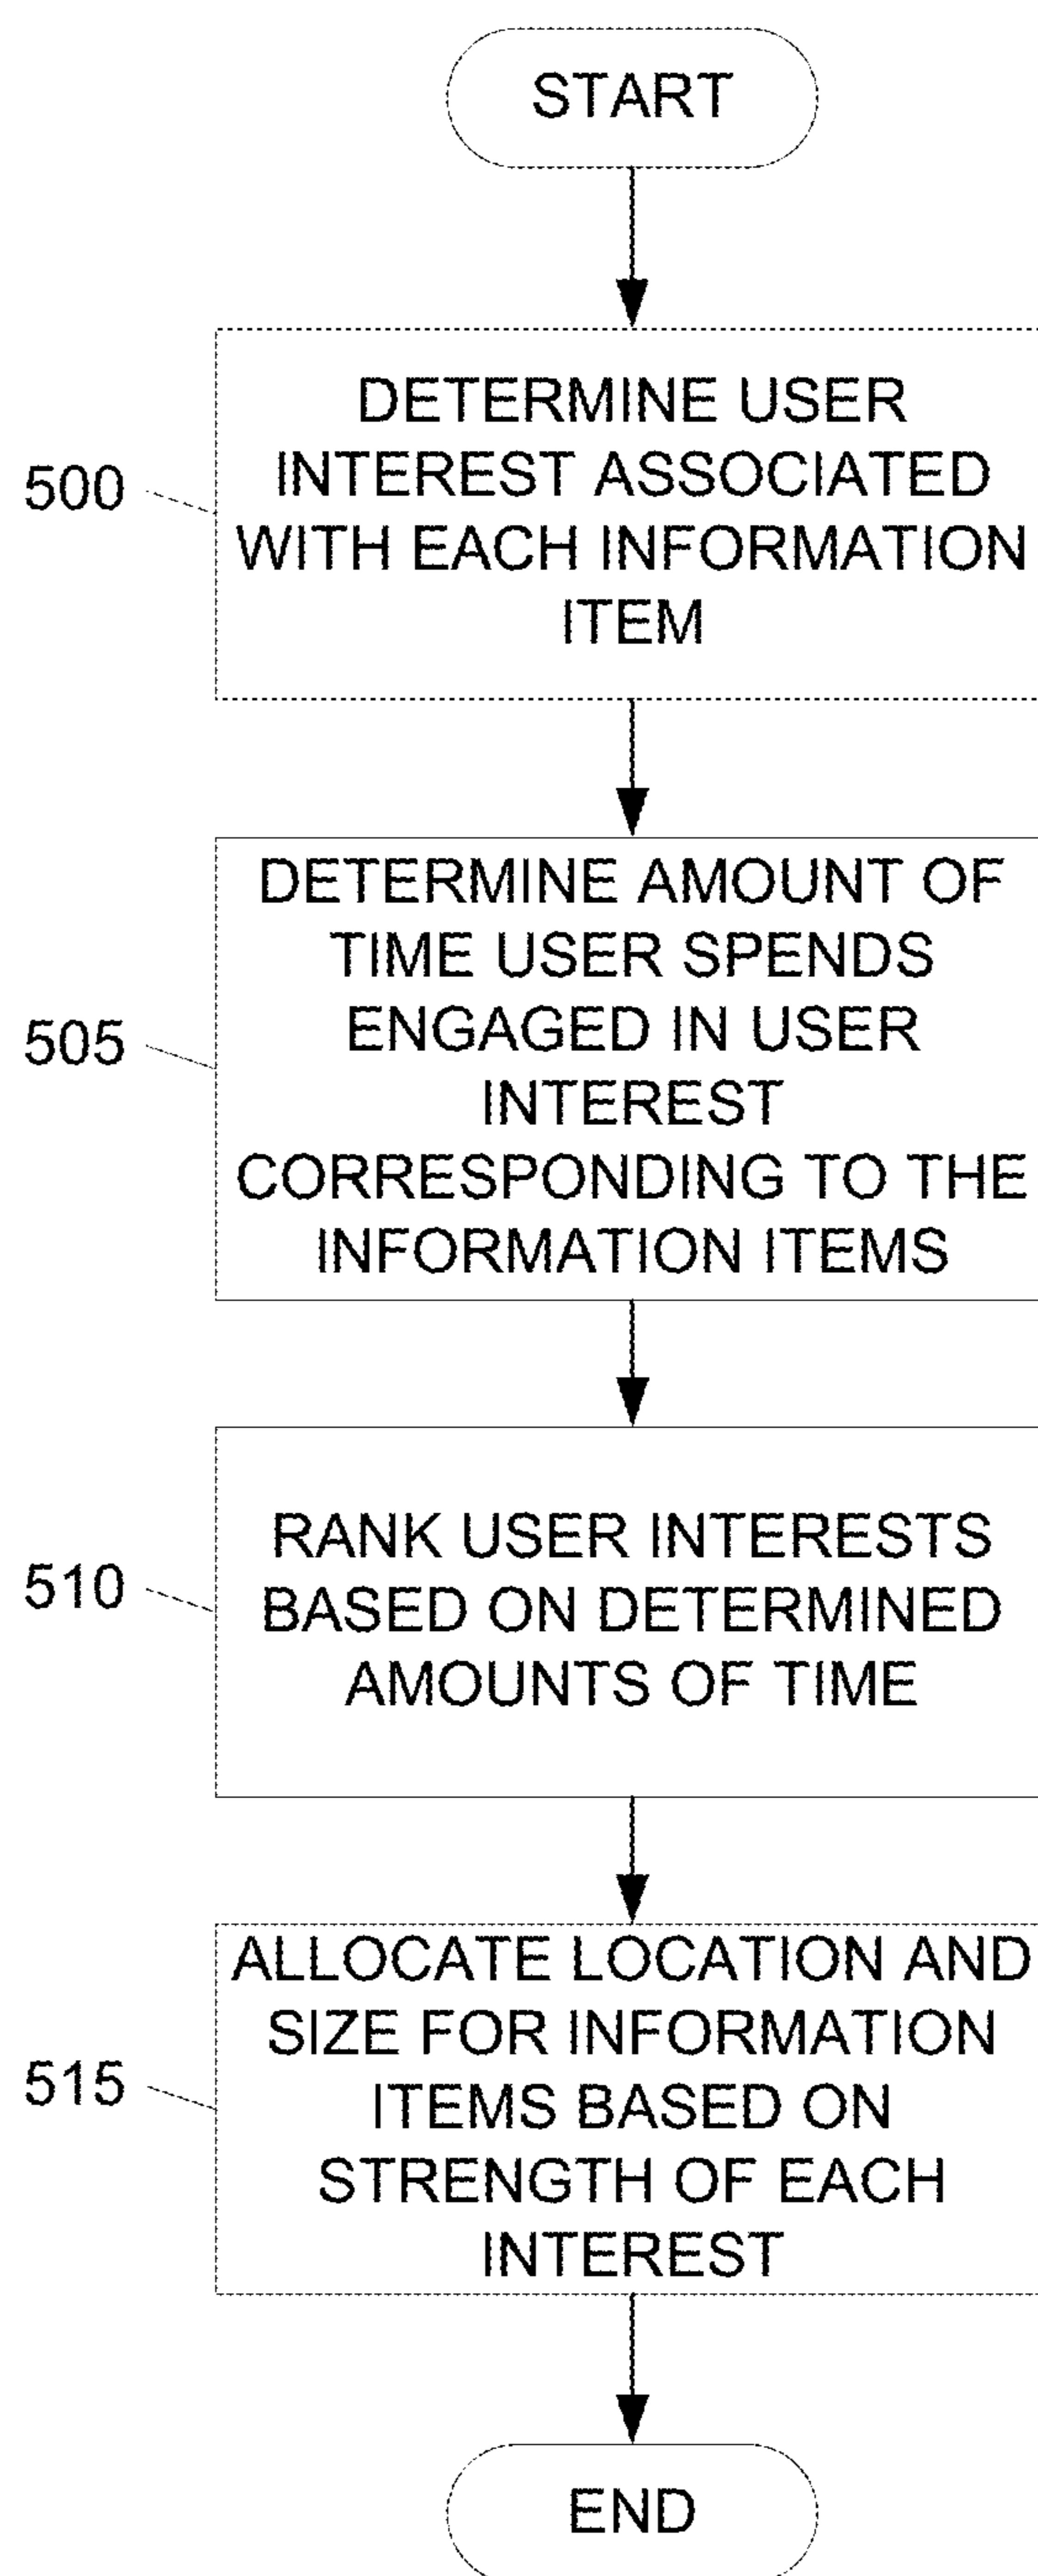 START
DETERMINE USER
INTEREST ASSOCIATED
WITH EACH INFORMATION
ITEM
500
DETERMINE AMOUNT OF
TIME USER SPENDS
ENGAGED IN USER
INTEREST
CORRESPONDING TO THE
INFORMATION ITEMS
505
RANK USER INTERESTS
BASED ON DETERMINED
AMOUNTS OF TIME
510
ALLOCATE LOCATION AND
SIZE FOR INFORMATION
ITEMS BASED ON
STRENGTH OF EACH
INTEREST
515
END